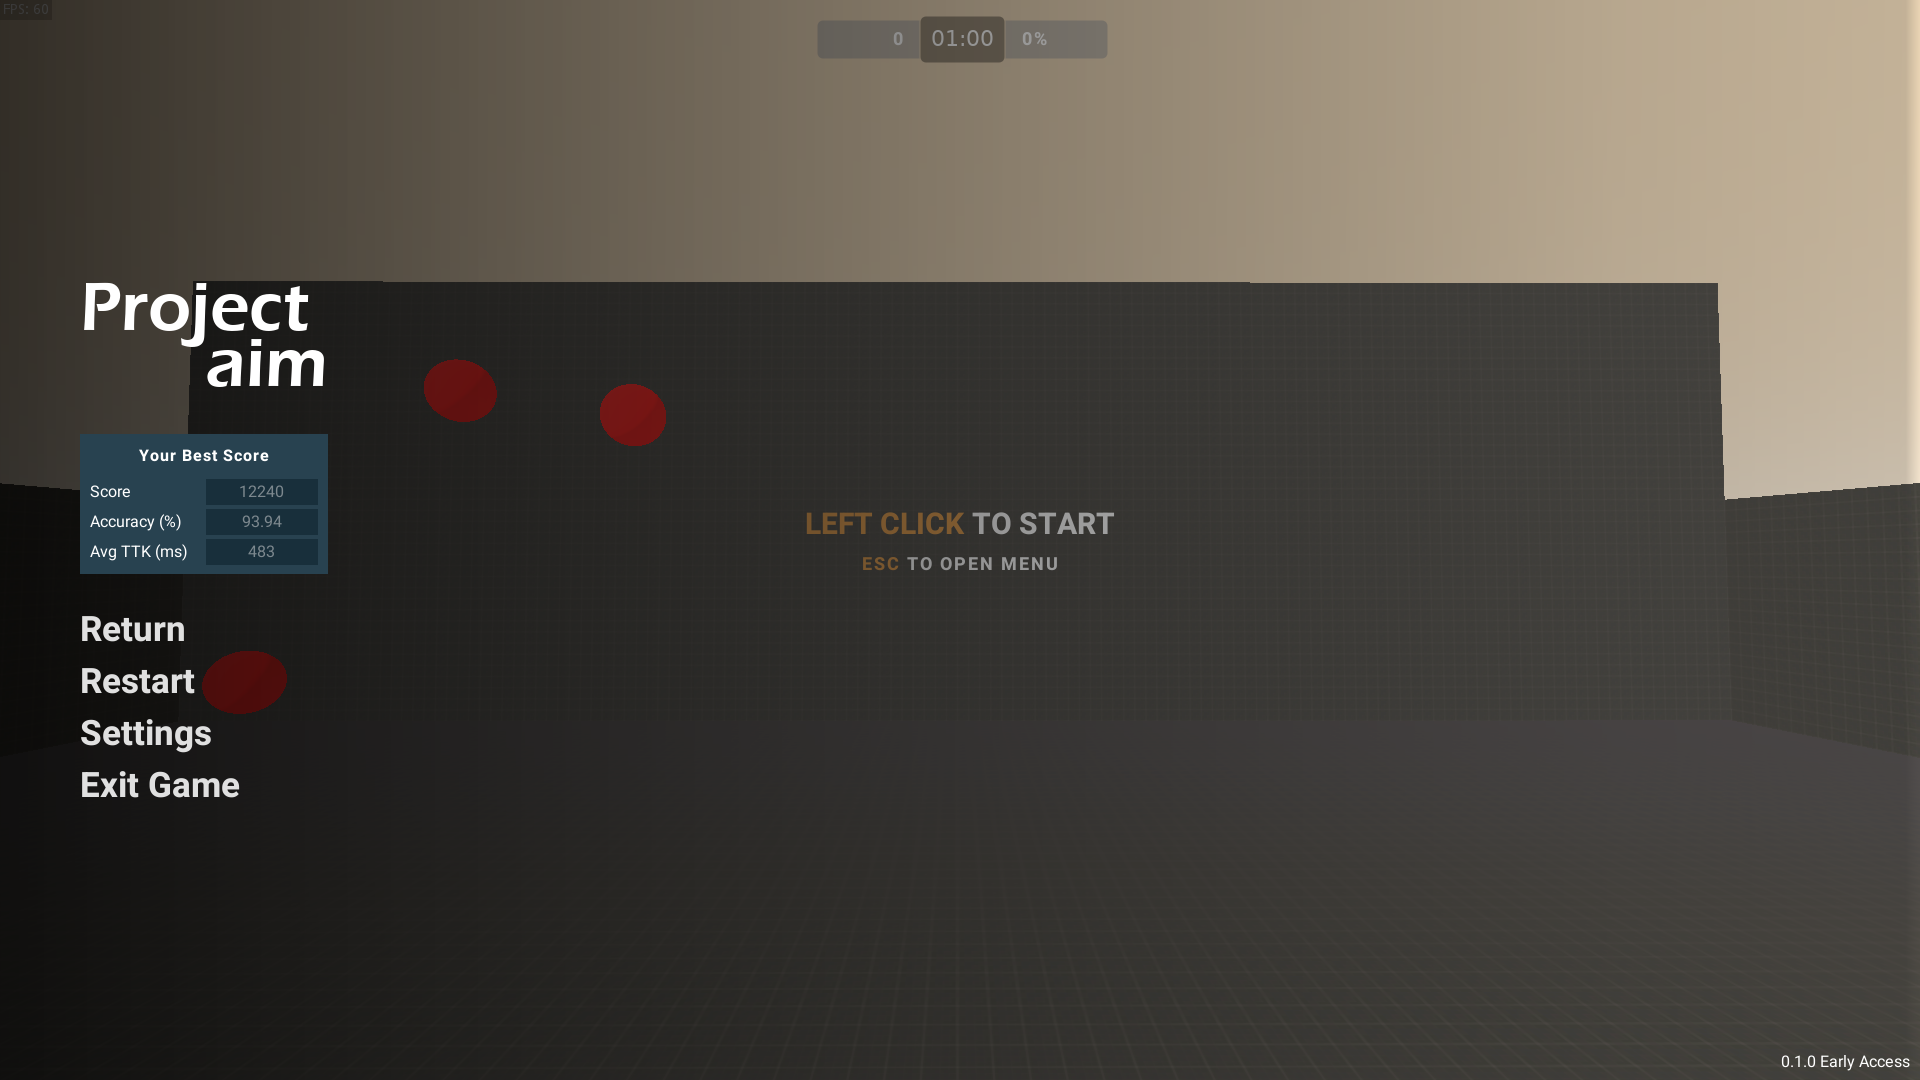 FPS: 60
0 01:00 0%
Project
aim
Your Best Score
Score 12240
Accuracy (%) 93.94
Avg TTK (ms) 483
LEFT CLICK TO START
ESC TO OPEN MENU
Return
Restart
Settings
Exit Game
0.1.0 Early Access